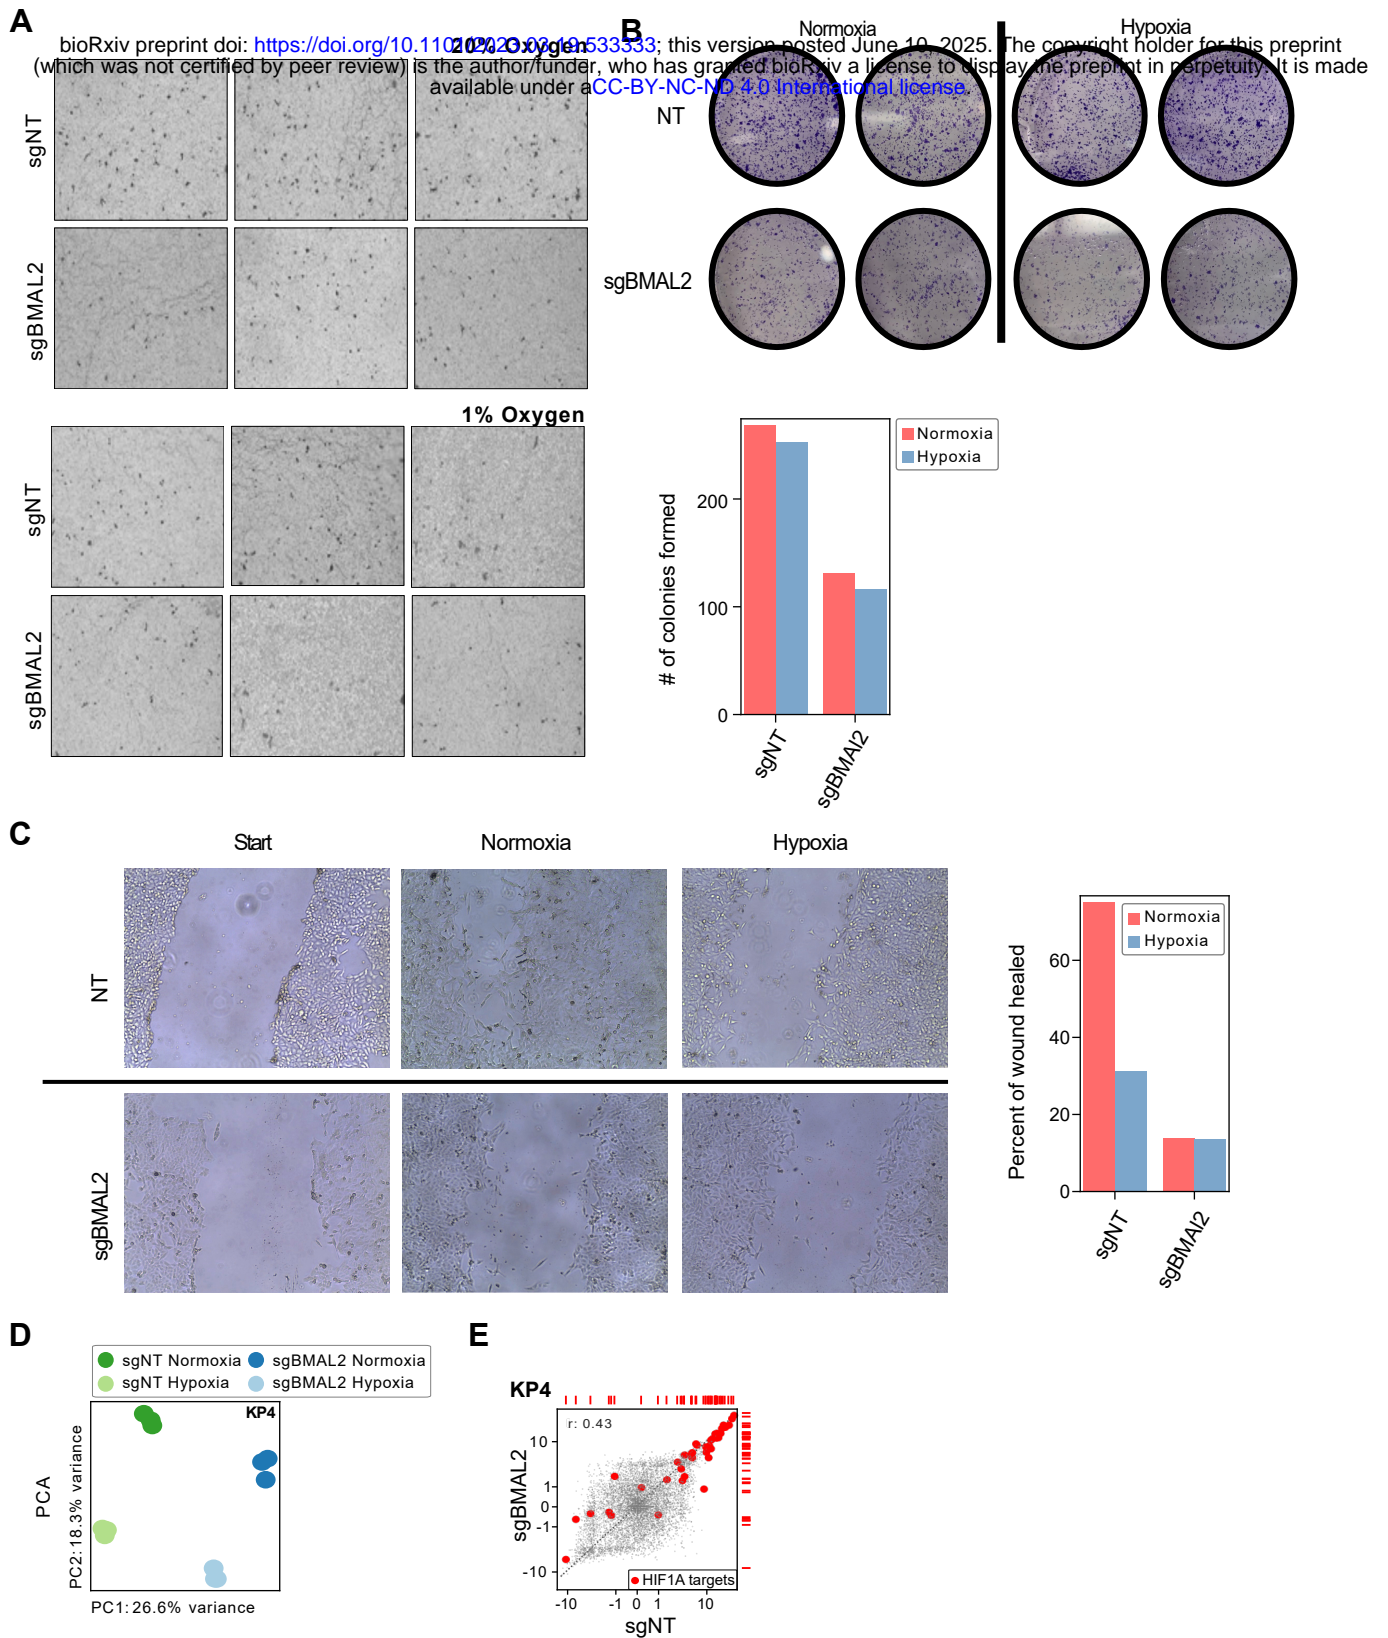 A
B
Normoxia
Hypoxia
20% Oxygen
bioRxiv preprint doi: https://doi.org/10.1101/2023.03.19.533333; this version posted June 10, 2025. The copyright holder for this preprint
(which was not certified by peer review) is the author/funder, who has granted bioRxiv a license to display the preprint in perpetuity. It is made
available under aCC-BY-NC-ND 4.0 International license.
sgNT
NT
sgBMAL2
sgBMAL2
1% Oxygen
sgNT
sgBMAL2
Normoxia
Hypoxia
# of colonies formed
200
100
0
sgNT
sgBMAl2
C
Start
Normoxia
Hypoxia
NT
sgBMAL2
Normoxia
Hypoxia
Percent of wound healed
60
40
20
0
sgNT
sgBMAl2
D
sgNT Normoxia
sgBMAL2 Normoxia
sgNT Hypoxia
sgBMAL2 Hypoxia
KP4
PCA
PC2: 18.3% variance
PC1: 26.6% variance
E
KP4
r: 0.43
sgBMAL2
10
1
0
-1
-10
HIF1A targets
-10
-1
0
1
10
sgNT